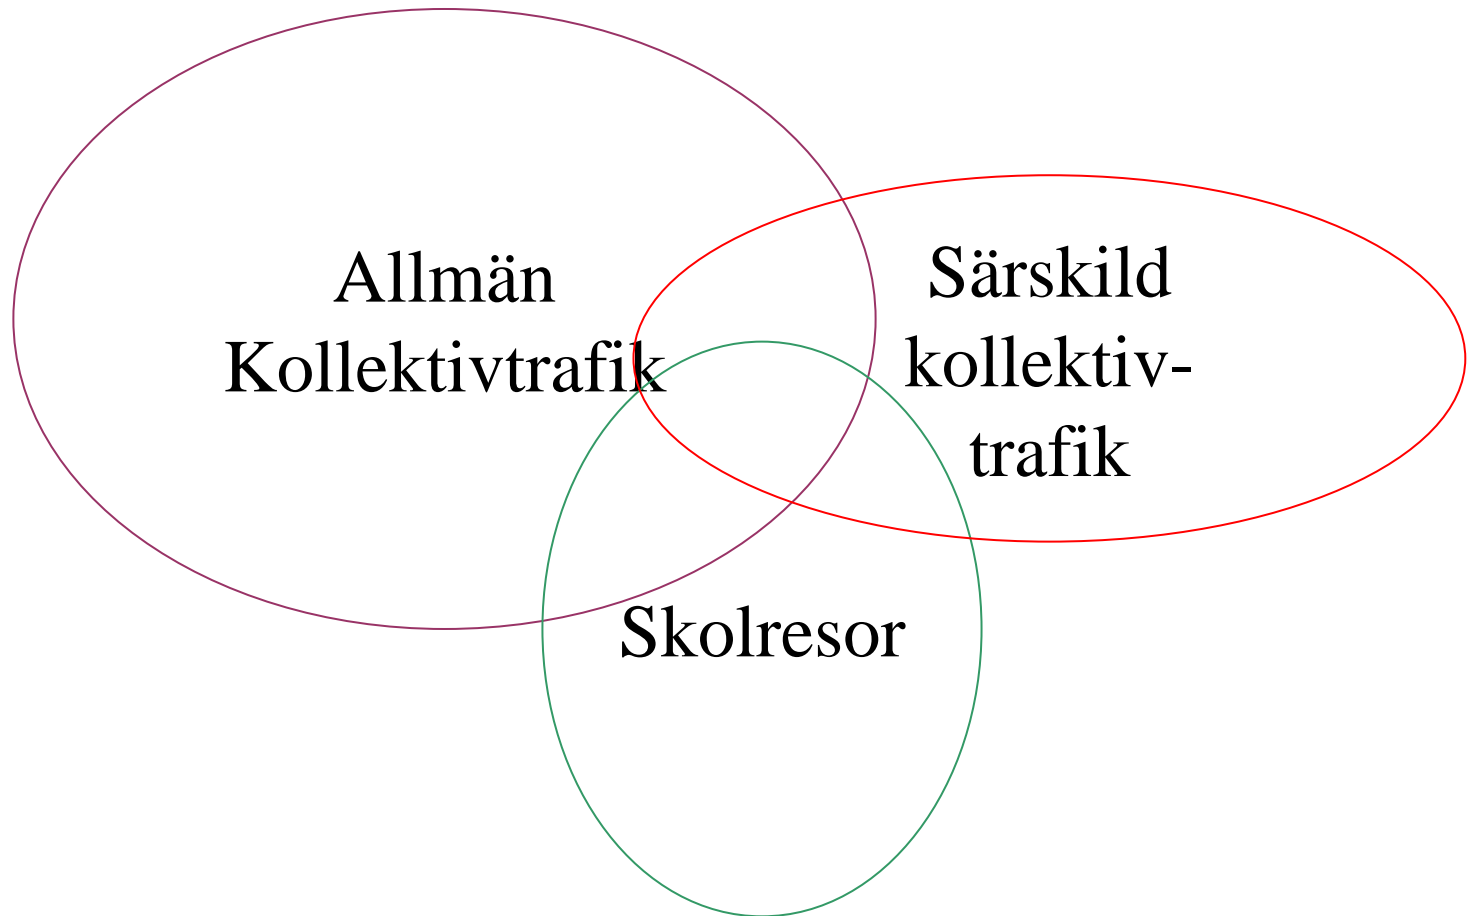 Allmän
Kollektivtrafik
Särskild
kollektiv-
trafik
Skolresor